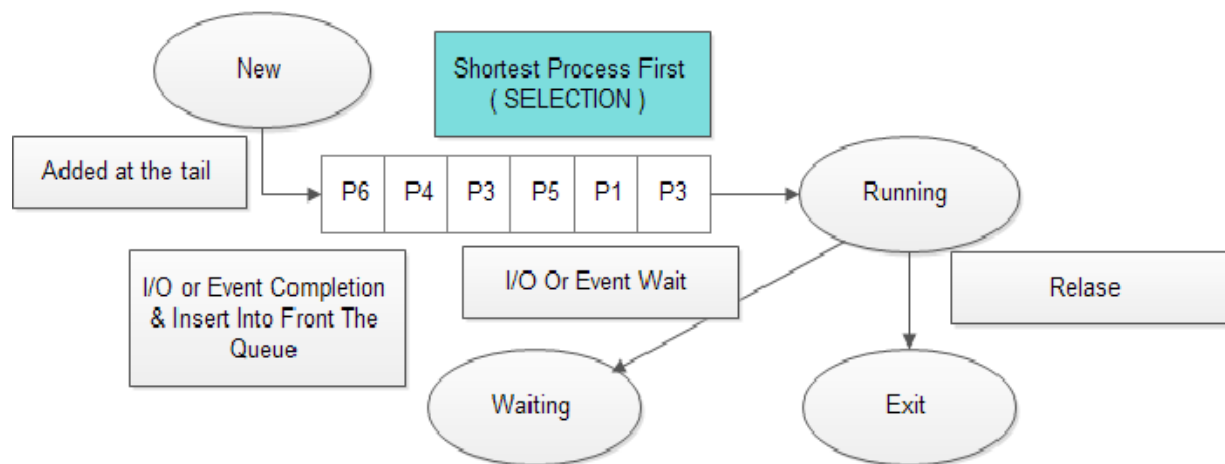 New
Shortest Process First
( SELECTION )
Added at the tail
P6 P4 P3 P5 P1 P3
Running
I/O or Event Completion
& Insert Into Front The
Queue
I/O Or Event Wait
Relase
Waiting
Exit